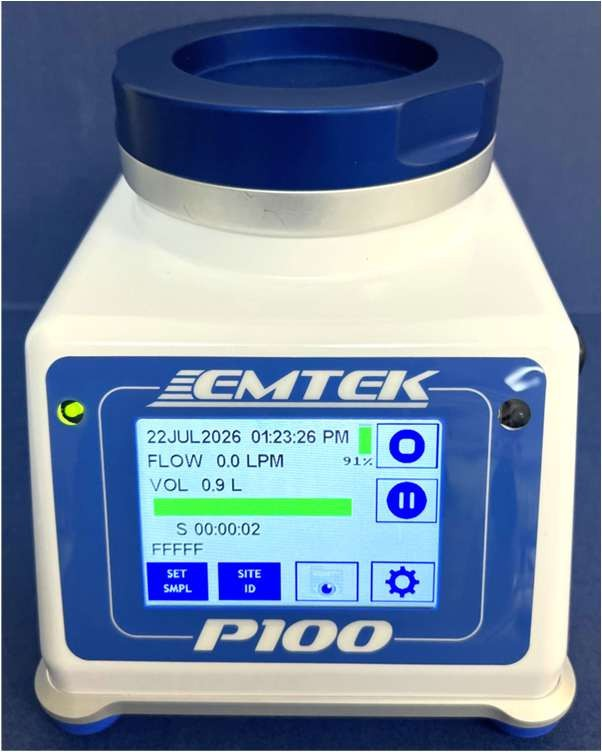 EMTEK
22JUL2026 01:23:26 PM
FLOW 0.0 LPM
91%
VOL 0.9 L
S 00:00:02
FFFFF
SET
SMPL
SITE
ID
P100